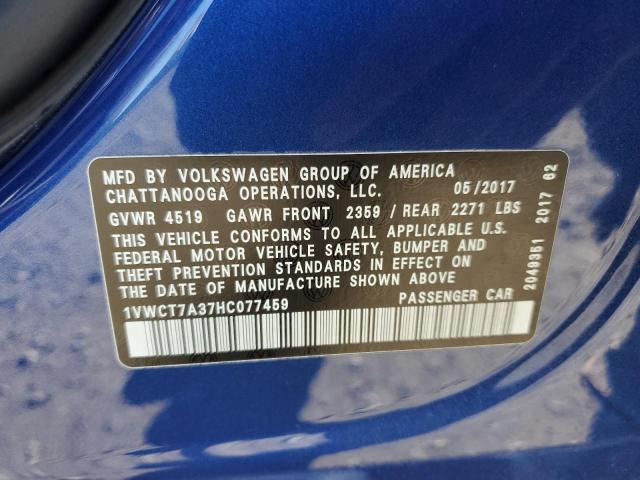 MFD BY VOLKSWAGEN GROUP OF AMERICA
CHATTANOOGA OPERATIONS, LLC. 05/2017
GVWR 4519 GAWR FRONT 2359/ REAR 2271 LBS
THIS VEHICLE CONFORMS TO ALL APPLICABLE U.S.
FEDERAL MOTOR VEHICLE SAFETY, BUMPER AND
THEFT PREVENTION STANDARDS IN EFFECT ON
THE DATE OF MANUFACTURE SHOWN ABOVE
1VWCT7A37HC077459 PASSENGER CAR
2049351 2017 62